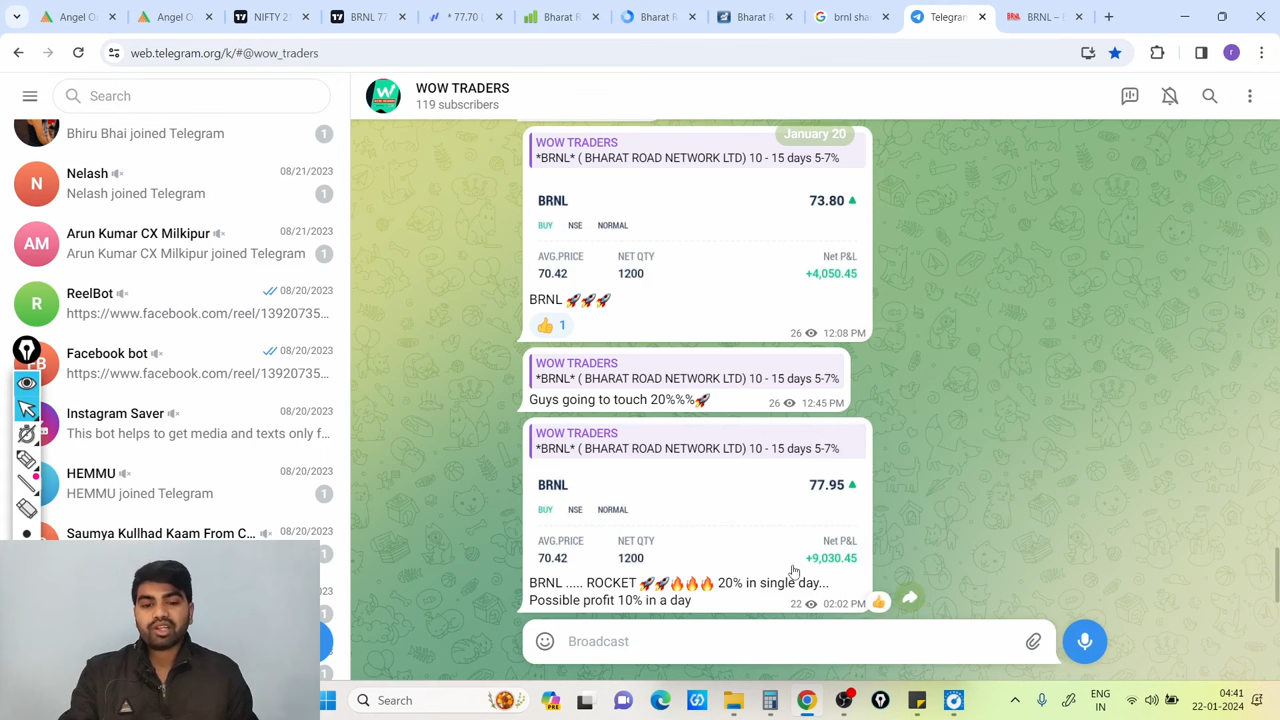 Angel O
Angel O
NIFTY 2
BRNL 77
* 77.70 (
Bharat R
Bharat R
Bharat R
brnl sha
Telegran
BRNL –
web.telegram.org/k/#@wow_traders
r
Search
Bhiru Bhai joined Telegram
1
N
Nelash
08/21/2023
Nelash joined Telegram
1
AM
Arun Kumar CX Milkipur
08/21/2023
Arun Kumar CX Milkipur joined Telegram
1
R
ReelBot
08/20/2023
https://www.facebook.com/reel/13920735...
FB
Facebook bot
08/20/2023
https://www.facebook.com/reel/13920735...
Instagram Saver
08/20/2023
This bot helps to get media and texts only f...
HEMMU
08/20/2023
HEMMU joined Telegram
1
Saumya Kullhad Kaam From C...
08/20/2023
WOW TRADERS
119 subscribers
January 20
WOW TRADERS
*BRNL* ( BHARAT ROAD NETWORK LTD) 10 - 15 days 5-7%
BRNL 73.80
BUY NSE NORMAL
AVG.PRICE NET QTY Net P&L
70.42 1200 +4,050.45
BRNL 🚀🚀🚀
👍 1
26 12:08 PM
WOW TRADERS
*BRNL* ( BHARAT ROAD NETWORK LTD) 10 - 15 days 5-7%
Guys going to touch 20%%%🚀
26 12:45 PM
WOW TRADERS
*BRNL* ( BHARAT ROAD NETWORK LTD) 10 - 15 days 5-7%
BRNL 77.95
BUY NSE NORMAL
AVG.PRICE NET QTY Net P&L
70.42 1200 +9,030.45
BRNL ..... ROCKET 🚀🚀🔥🔥🔥 20% in single day...
Possible profit 10% in a day
22 02:02 PM
Broadcast
Search
PRE
ENG
IN
04:41
22-01-2024